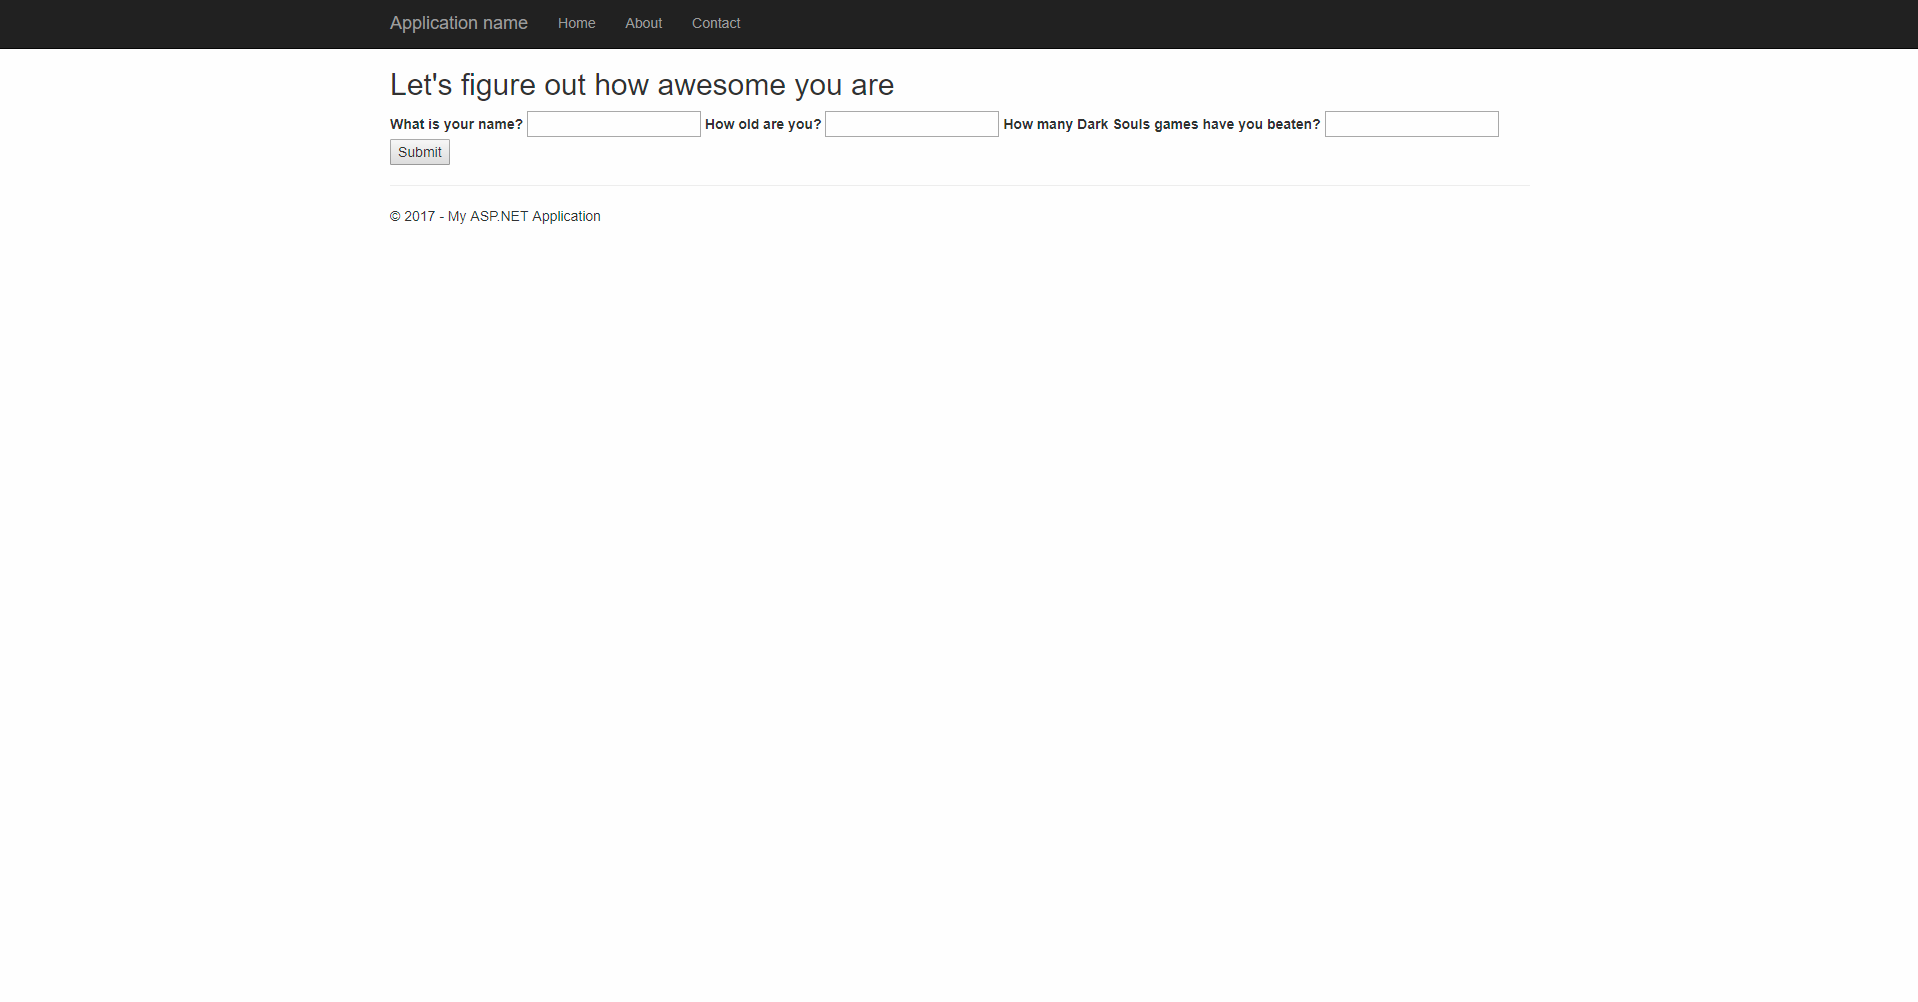 Application name Home About Contact
Let's figure out how awesome you are
What is your name? How old are you? How many Dark Souls games have you beaten?
Submit
© 2017 - My ASP.NET Application